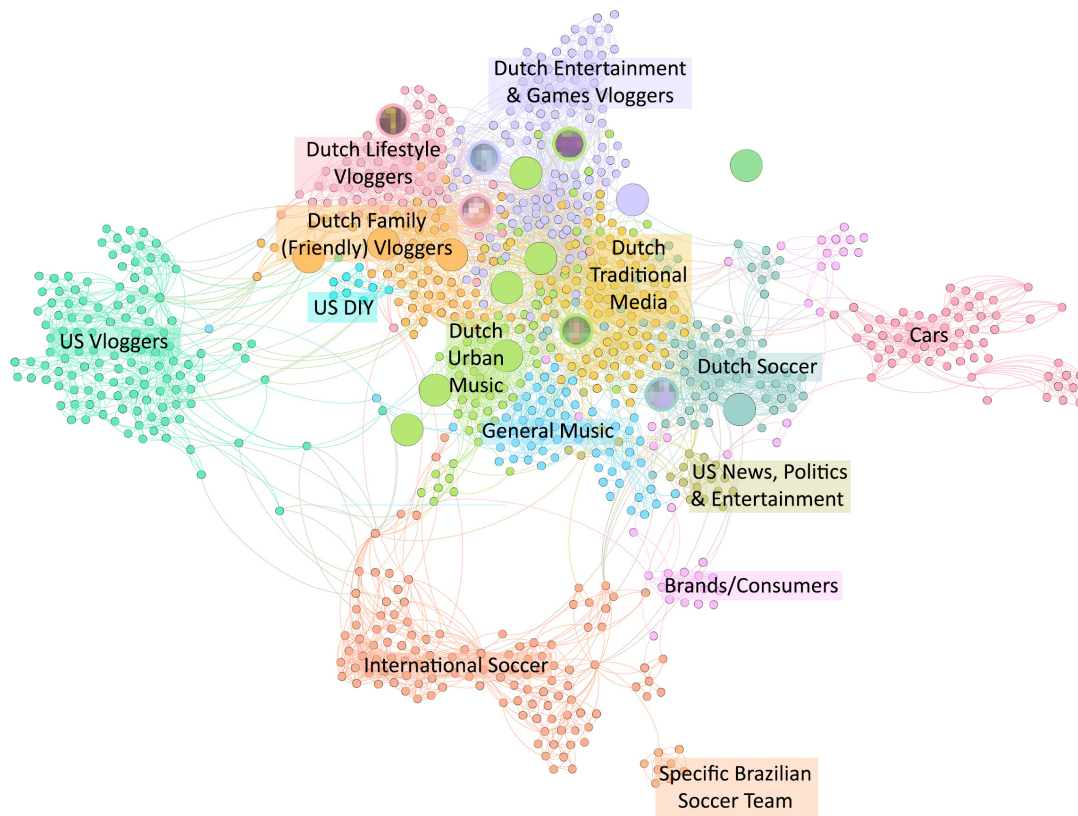 Dutch Entertainment
& Games Vloggers
Dutch Lifestyle
Vloggers
Dutch Family
(Friendly) Vloggers
Dutch
Traditional
Media
US DIY
US Vloggers
Dutch
Urban
Music
Cars
Dutch Soccer
General Music
US News, Politics
& Entertainment
Brands/Consumers
International Soccer
Specific Brazilian
Soccer Team